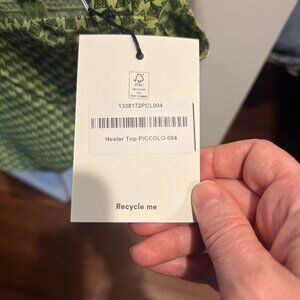 FSC
1308172PCL004
Hester Top PICCOLO-004
Recycle me